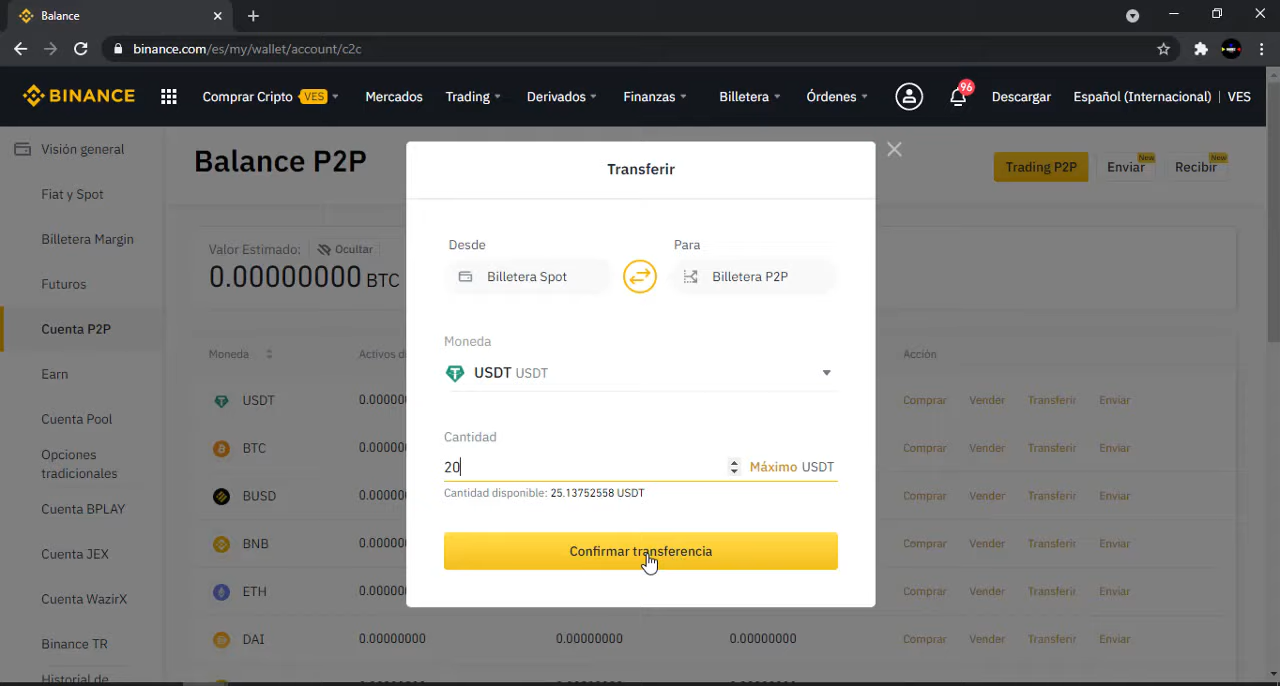 Balance
binance.com/es/my/wallet/account/c2c
BINANCE
Comprar Cripto VES
Mercados
Trading
Derivados
Finanzas
Billetera
Órdenes
96
Descargar
Español (Internacional) | VES
Visión general
Fiat y Spot
Billetera Margin
Futuros
Cuenta P2P
Earn
Cuenta Pool
Opciones
tradicionales
Cuenta BPLAY
Cuenta JEX
Cuenta WazirX
Binance TR
Historial de
Balance P2P
Trading P2P
Enviar New
Recibir New
Valor Estimado: Ocultar
0.00000000 BTC
Moneda Activos di Acción
USDT 0.000000 Comprar Vender Transferir Enviar
BTC 0.000000 Comprar Vender Transferir Enviar
BUSD 0.000000 Comprar Vender Transferir Enviar
BNB 0.000000 Comprar Vender Transferir Enviar
ETH 0.000000 Comprar Vender Transferir Enviar
DAI 0.00000000 0.00000000 0.00000000 Comprar Vender Transferir Enviar
Transferir
Desde Para
Billetera Spot Billetera P2P
Moneda
USDT USDT
Cantidad
20 Máximo USDT
Cantidad disponible: 25.13752558 USDT
Confirmar transferencia